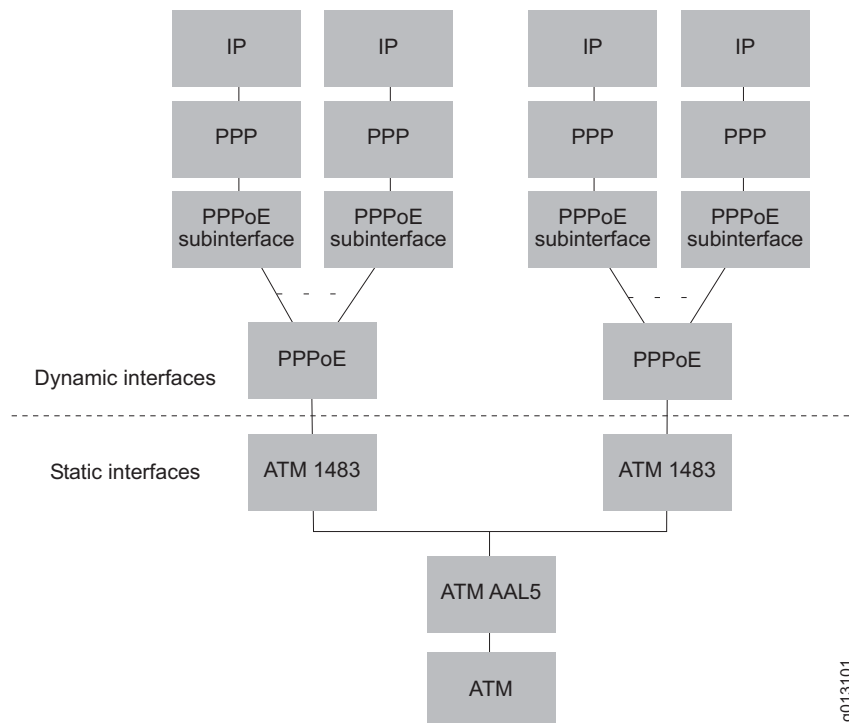 IP
IP
IP
IP
PPP
PPP
PPP
PPP
PPPoE
subinterface
PPPoE
subinterface
PPPoE
subinterface
PPPoE
subinterface
PPPoE
PPPoE
Dynamic interfaces
Static interfaces
ATM 1483
ATM 1483
ATM AAL5
ATM
g013101